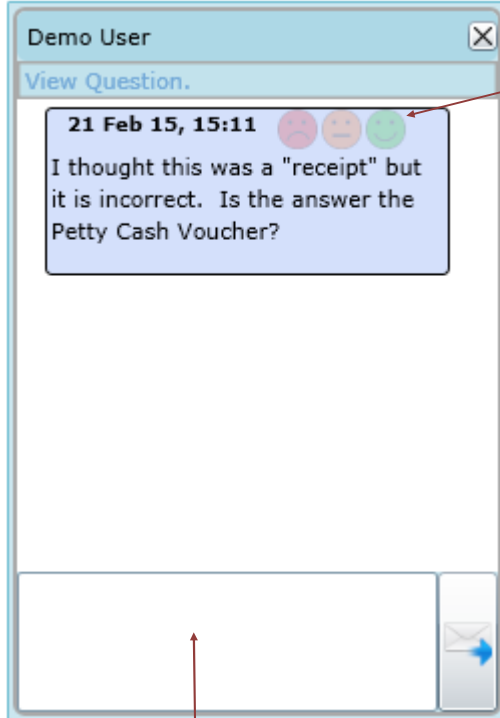 Demo User
View Question.
21 Feb 15, 15:11
I thought this was a "receipt" but
it is incorrect.  Is the answer the
Petty Cash Voucher?